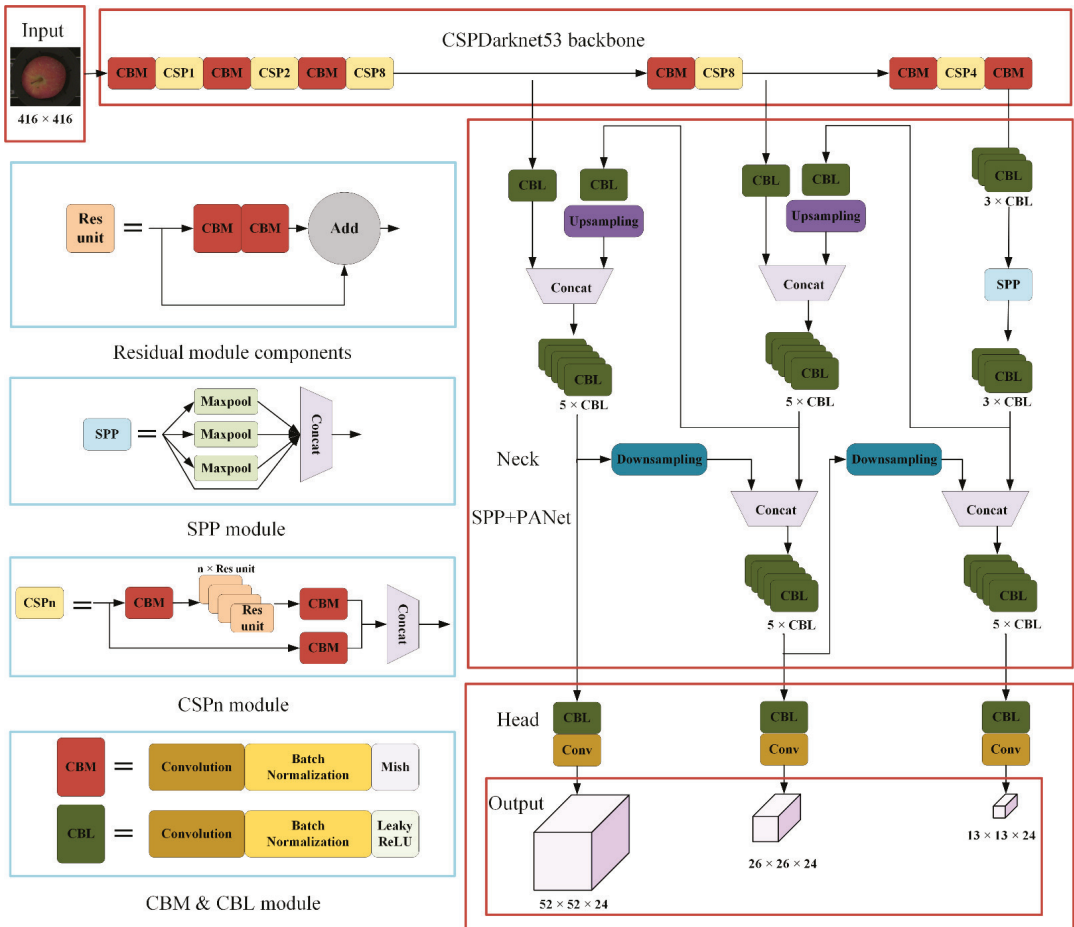 Input
416 × 416
CSPDarknet53 backbone
CBM CSP1 CBM CSP2 CBM CSP8 CBM CSP8 CBM CSP4 CBM
Res
unit
=
CBM CBM
Add
Residual module components
SPP
=
Maxpool
Maxpool
Maxpool
Concat
SPP module
CSPn
=
CBM
n × Res unit
Res
unit
CBM
CBM
Concat
CSPn module
CBM = Convolution Batch
Normalization Mish
CBL = Convolution Batch
Normalization Leaky
ReLU
CBM & CBL module
CBL CBL CBL CBL CBL
3 × CBL
Upsampling Upsampling
Concat Concat SPP
CBL CBL CBL
5 × CBL 5 × CBL 3 × CBL
Neck
Downsampling Downsampling
SPP+PANet
Concat Concat
CBL CBL
5 × CBL 5 × CBL
Head
CBL CBL CBL
Conv Conv Conv
Output
52 × 52 × 24
26 × 26 × 24
13 × 13 × 24